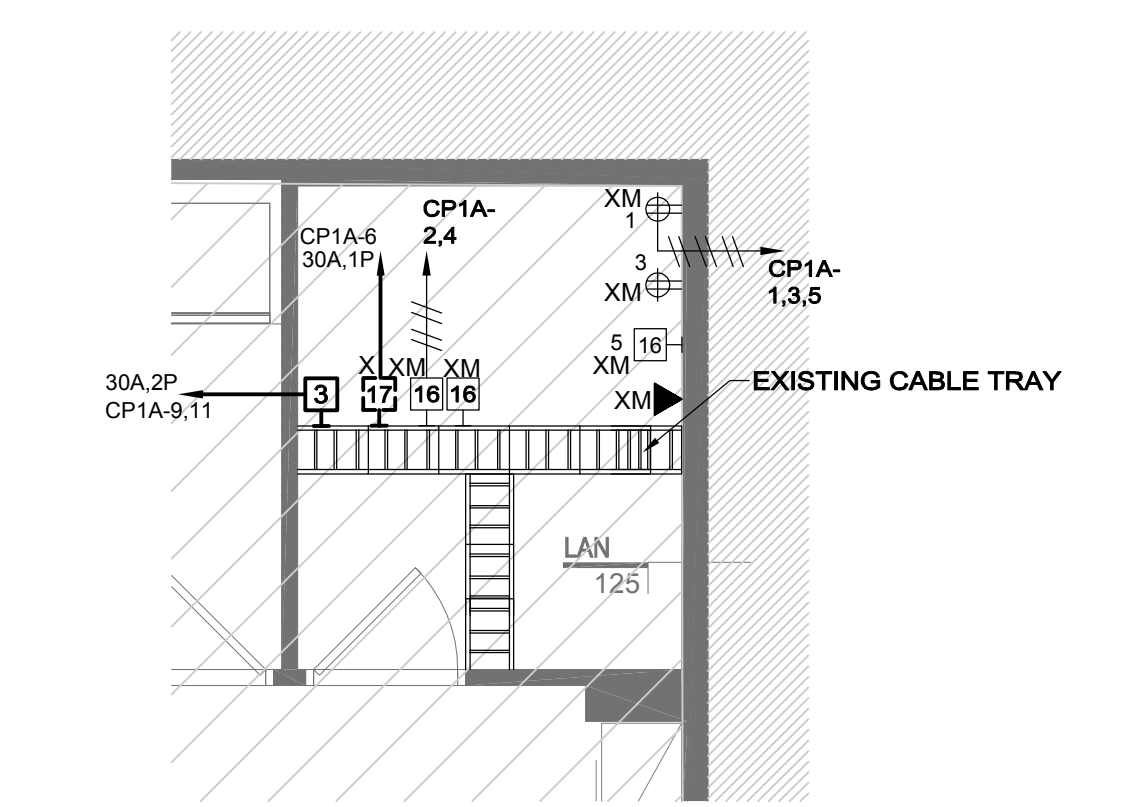 XM
1
CP1A-
2,4
CP1A-6
30A,1P
3
XM
CP1A-
1,3,5
5
16
XM
X
XM
XM
30A,2P
CP1A-9,11
3
17
16
16
XM
EXISTING CABLE TRAY
LAN
125